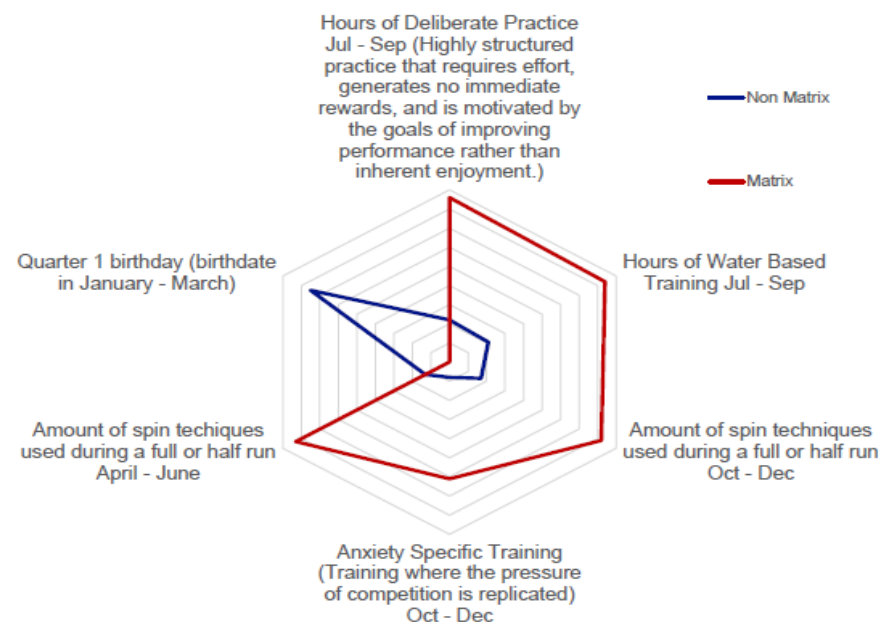 Hours of Deliberate Practice
Jul - Sep (Highly structured
practice that requires effort,
generates no immediate
rewards, and is motivated by
the goals of improving
performance rather than
inherent enjoyment.)
Non Matrix
Matrix
Quarter 1 birthday (birthdate
in January - March)
Hours of Water Based
Training Jul - Sep
Amount of spin techiques
used during a full or half run
April - June
Amount of spin techniques
used during a full or half run
Oct - Dec
Anxiety Specific Training
(Training where the pressure
of competition is replicated)
Oct - Dec